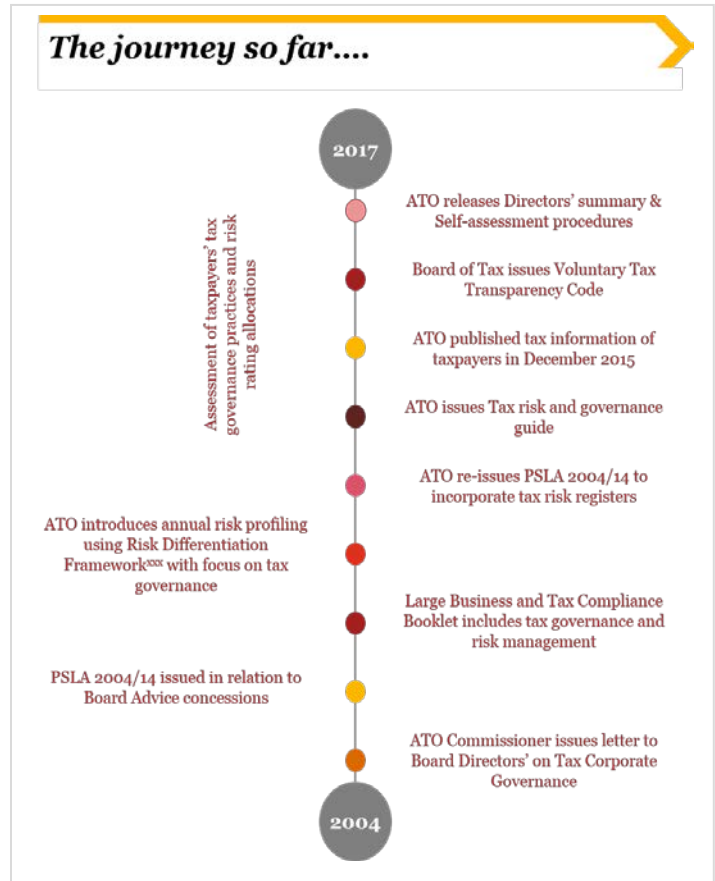 The journey so far....
2017
ATO releases Directors' summary &
Self-assessment procedures
Assessment of taxpayers' tax
governance practices and risk
rating allocations
Board of Tax issues Voluntary Tax
Transparency Code
ATO published tax information of
taxpayers in December 2015
ATO issues Tax risk and governance
guide
ATO re-issues PSLA 2004/14 to
incorporate tax risk registers
ATO introduces annual risk profiling
using Risk Differentiation
Frameworkxxx with focus on tax
governance
Large Business and Tax Compliance
Booklet includes tax governance and
risk management
PSLA 2004/14 issued in relation to
Board Advice concessions
ATO Commissioner issues letter to
Board Directors' on Tax Corporate
Governance
2004